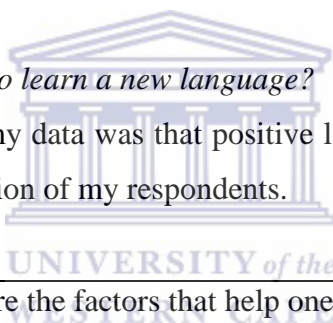 o learn a new language?
ny data was that positive l
ion of my respondents.
UNIVERSITY of the
re the factors that help one
WESTERN CAPE